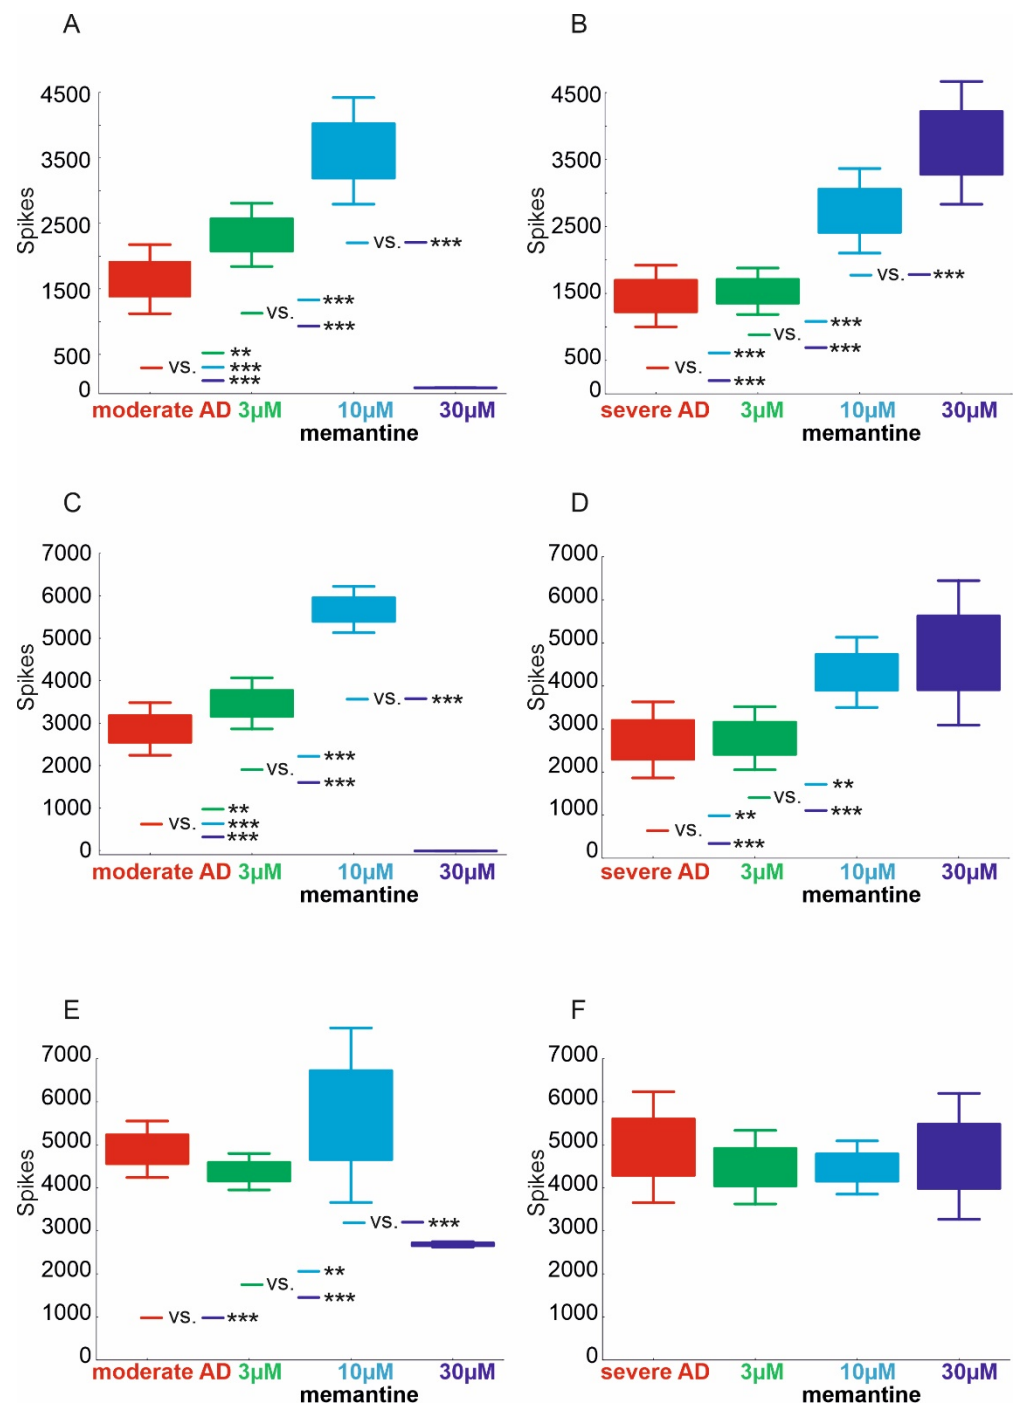 A
Spikes
4500
3500
2500
1500
500
0
vs. ***
vs. ***
***
vs. **
***
***
moderate AD 3µM 10µM 30µM
memantine
B
Spikes
4500
3500
2500
1500
500
0
vs. ***
vs. ***
***
vs. ***
***
severe AD 3µM 10µM 30µM
memantine
C
Spikes
7000
6000
5000
4000
3000
2000
1000
0
vs. ***
vs. ***
***
vs. **
***
***
moderate AD 3µM 10µM 30µM
memantine
D
Spikes
7000
6000
5000
4000
3000
2000
1000
0
vs. **
***
vs. **
***
severe AD 3µM 10µM 30µM
memantine
E
Spikes
7000
6000
5000
4000
3000
2000
1000
0
vs. ***
vs. **
***
vs. ***
moderate AD 3µM 10µM 30µM
memantine
F
Spikes
7000
6000
5000
4000
3000
2000
1000
0
severe AD 3µM 10µM 30µM
memantine